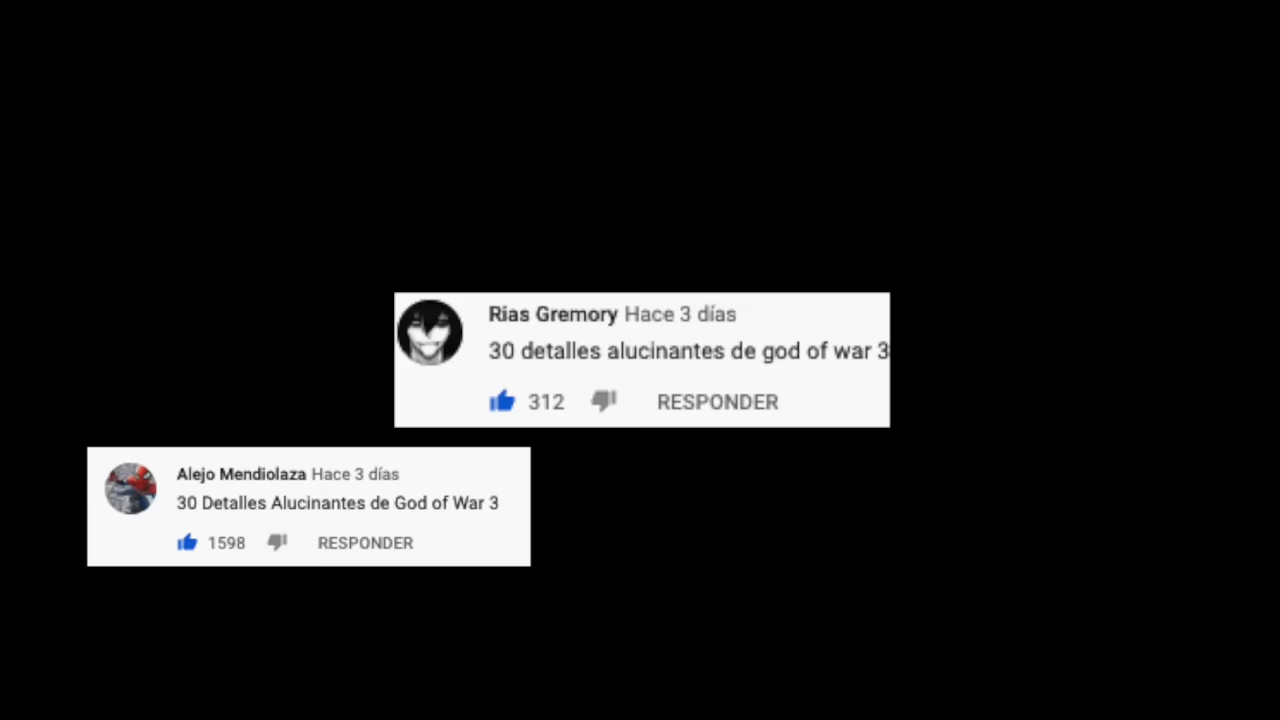 Rias Gremory Hace 3 días
30 detalles alucinantes de god of war 3
312 RESPONDER
Alejo Mendiolaza Hace 3 días
30 Detalles Alucinantes de God of War 3
1598 RESPONDER